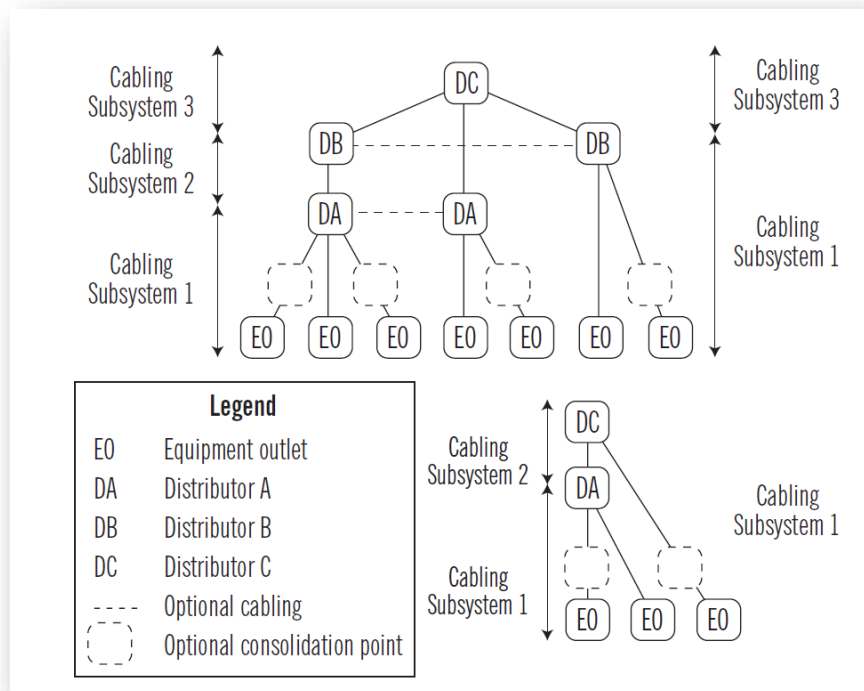 Cabling
Subsystem 3
DC
Cabling
Subsystem 3
DB
DB
Cabling
Subsystem 2
DA
DA
Cabling
Subsystem 1
Cabling
Subsystem 1
EO
EO
EO
EO
EO
EO
EO
Legend
EO Equipment outlet
DA Distributor A
DB Distributor B
DC Distributor C
Optional cabling
Optional consolidation point
DC
Cabling
Subsystem 2
DA
Cabling
Subsystem 1
Cabling
Subsystem 1
EO
EO
EO